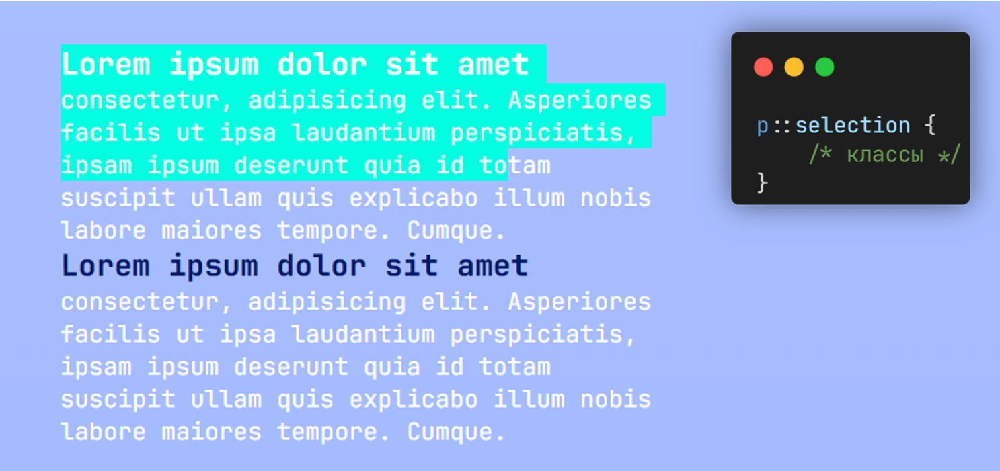 Lorem ipsum dolor sit amet
consectetur, adipisicing elit. Asperiores
facilis ut ipsa laudantium perspiciatis,
ipsam ipsum deserunt quia id totam
suscipit ullam quis explicabo illum nobis
labore maiores tempore. Cumque.
Lorem ipsum dolor sit amet
consectetur, adipisicing elit. Asperiores
facilis ut ipsa laudantium perspiciatis,
ipsam ipsum deserunt quia id totam
suscipit ullam quis explicabo illum nobis
labore maiores tempore. Cumque.
p::selection {
/* классы */
}